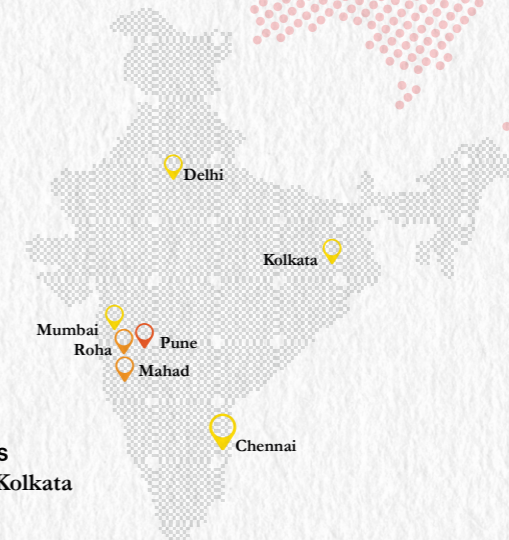 Delhi
Kolkata
Mumbai
Roha
Pune
Mahad
Chennai
s
Kolkata